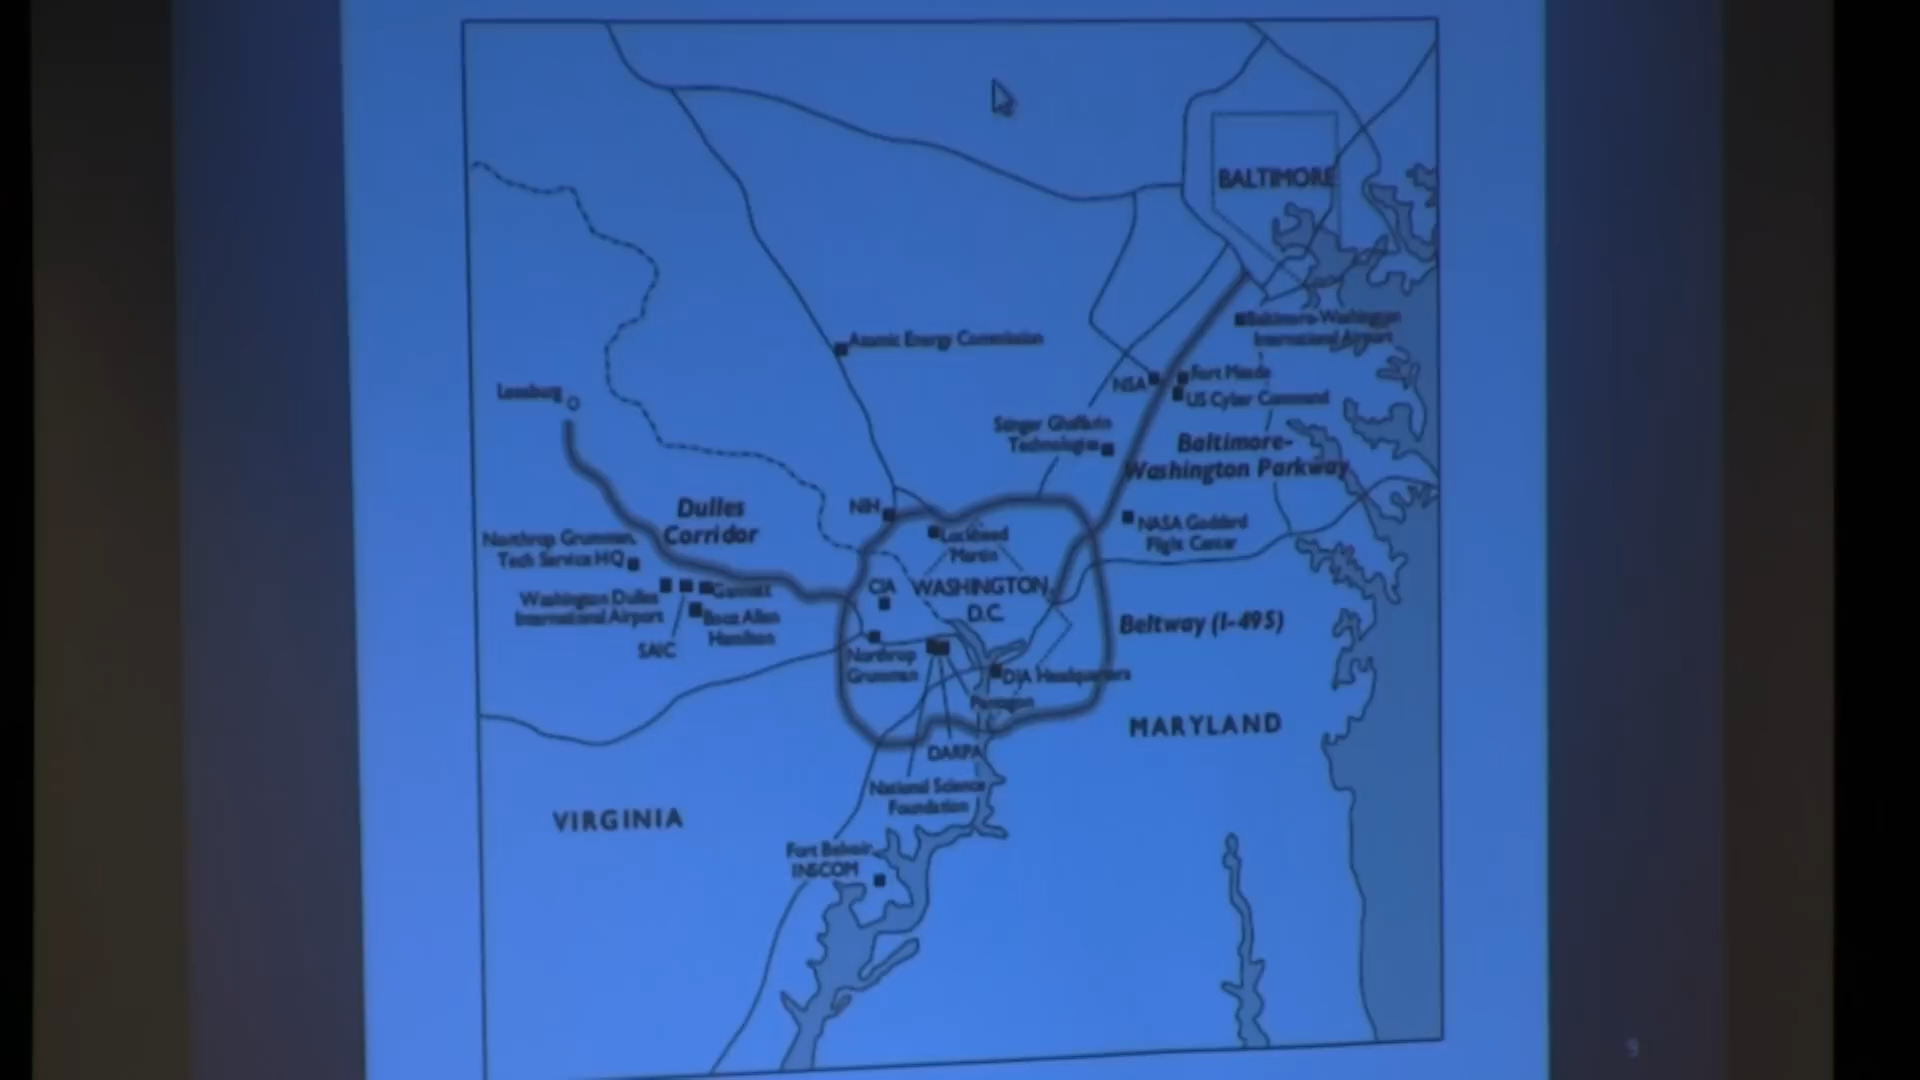 BALTIMORE
Baltimore-Washington
International Airport
Atomic Energy Commission
NSA
Fort Meade
US Cyber Command
Leesburg
Technologies
Baltimore-
Washington Parkway
Dulles
Corridor
NIH
Lockheed
Martin
NASA Goddard
Flight Center
Northrop Grumman,
Tech Service HQ
CIA
WASHINGTON,
D.C.
Gannett
Washington Dulles
International Airport
Booz Allen
Hamilton
SAIC
Beltway (I-495)
Northrop
Grumman
DIA Headquarters
Pentagon
MARYLAND
DARPA
National Science
Foundation
VIRGINIA
Fort Belvoir,
INSCOM
9